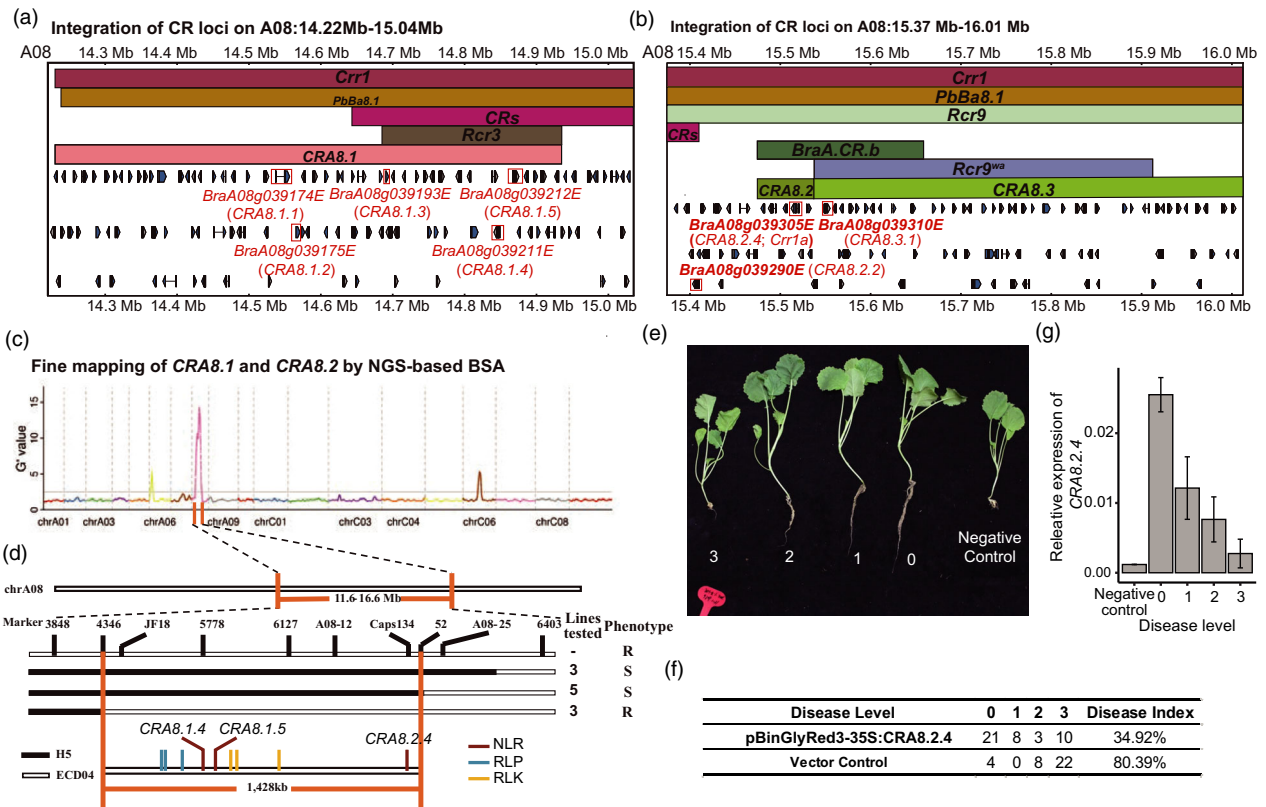 (a)
Integration of CR loci on A08:14.22Mb-15.04Mb
A08 14.3 Mb 14.4 Mb 14.5 Mb 14.6 Mb 14.7 Mb 14.8 Mb 14.9 Mb 15.0 Mb
Crr1
PbBa8.1
CRs
Rcr3
CRA8.1
BraA08g039174E BraA08g039193E BraA08g039212E
(CRA8.1.1) (CRA8.1.3) (CRA8.1.5)
BraA08g039175E BraA08g039211E
(CRA8.1.2) (CRA8.1.4)
14.3 Mb 14.4 Mb 14.5 Mb 14.6 Mb 14.7 Mb 14.8 Mb 14.9 Mb 15.0 Mb
(b)
Integration of CR loci on A08:15.37 Mb-16.01 Mb
A08 15.4 Mb 15.5 Mb 15.6 Mb 15.7 Mb 15.8 Mb 15.9 Mb 16.0 Mb
Crr1
PbBa8.1
Rcr9
CRs
BraA.CR.b
Rcr9wa
CRA8.2 CRA8.3
BraA08g039305E BraA08g039310E
(CRA8.2.4; Crr1a) (CRA8.3.1)
BraA08g039290E (CRA8.2.2)
15.4 Mb 15.5 Mb 15.6 Mb 15.7 Mb 15.8 Mb 15.9 Mb 16.0 Mb
(c)
Fine mapping of CRA8.1 and CRA8.2 by NGS-based BSA
G' value
15
10
5
0
chrA01 chrA03 chrA06 chrA09 chrC01 chrC03 chrC04 chrC06 chrC08
(d)
chrA08
11.6-16.6 Mb
Marker 3848 4346 JF18 5778 6127 A08-12 Caps134 52 A08-25 6403
Lines tested Phenotype
- R
3 S
5 S
3 R
CRA8.1.4 CRA8.1.5 CRA8.2.4
H5
ECD04
NLR
RLP
RLK
1,428kb
(e)
3 2 1 0
Negative
Control
(g)
Releative expression of
CRA8.2.4
0.02
0.01
0.00
Negative control 0 1 2 3
Disease level
(f)
Disease Level 0 1 2 3 Disease Index
pBinGlyRed3-35S:CRA8.2.4 21 8 3 10 34.92%
Vector Control 4 0 8 22 80.39%